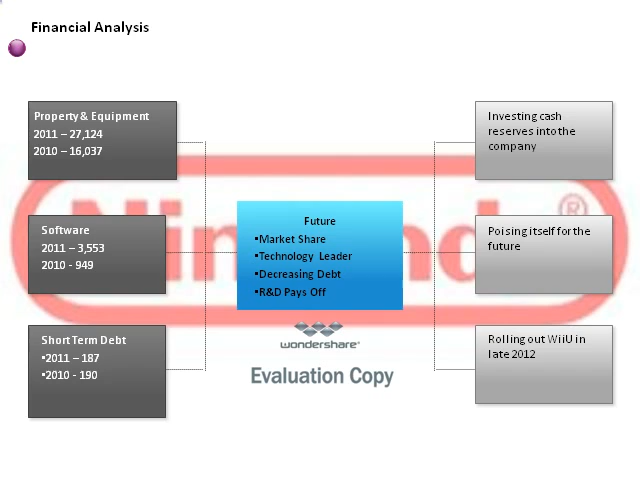 Financial Analysis
Property & Equipment
2011 – 27,124
2010 – 16,037
Software
2011 – 3,553
2010 - 949
Short Term Debt
•2011 – 187
•2010 - 190
Future
•Market Share
•Technology Leader
•Decreasing Debt
•R&D Pays Off
Investing cash
reserves into the
company
Poising itself for the
future
Rolling out WiiU in
late 2012
Nintendo®
wondershare™
Evaluation Copy